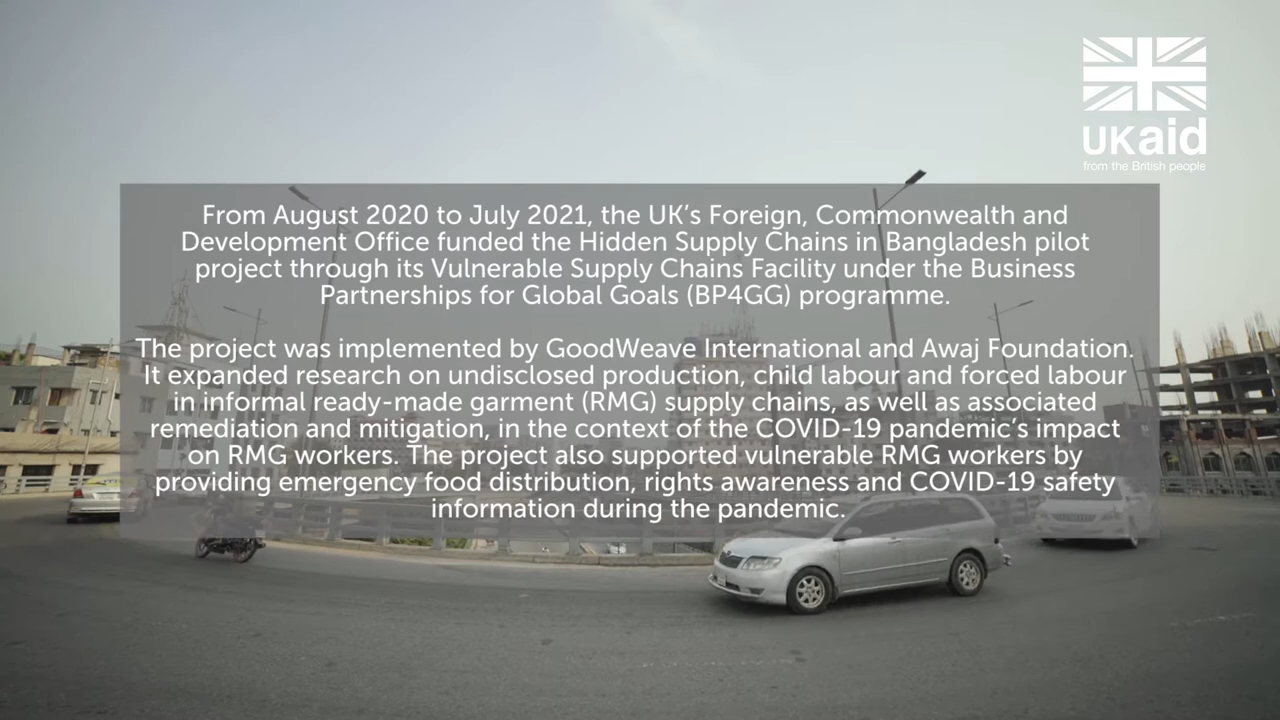 UKaid
from the British people
From August 2020 to July 2021, the UK's Foreign, Commonwealth and
Development Office funded the Hidden Supply Chains in Bangladesh pilot
project through its Vulnerable Supply Chains Facility under the Business
Partnerships for Global Goals (BP4GG) programme.
The project was implemented by GoodWeave International and Awaj Foundation.
It expanded research on undisclosed production, child labour and forced labour
in informal ready-made garment (RMG) supply chains, as well as associated
remediation and mitigation, in the context of the COVID-19 pandemic's impact
on RMG workers. The project also supported vulnerable RMG workers by
providing emergency food distribution, rights awareness and COVID-19 safety
information during the pandemic.